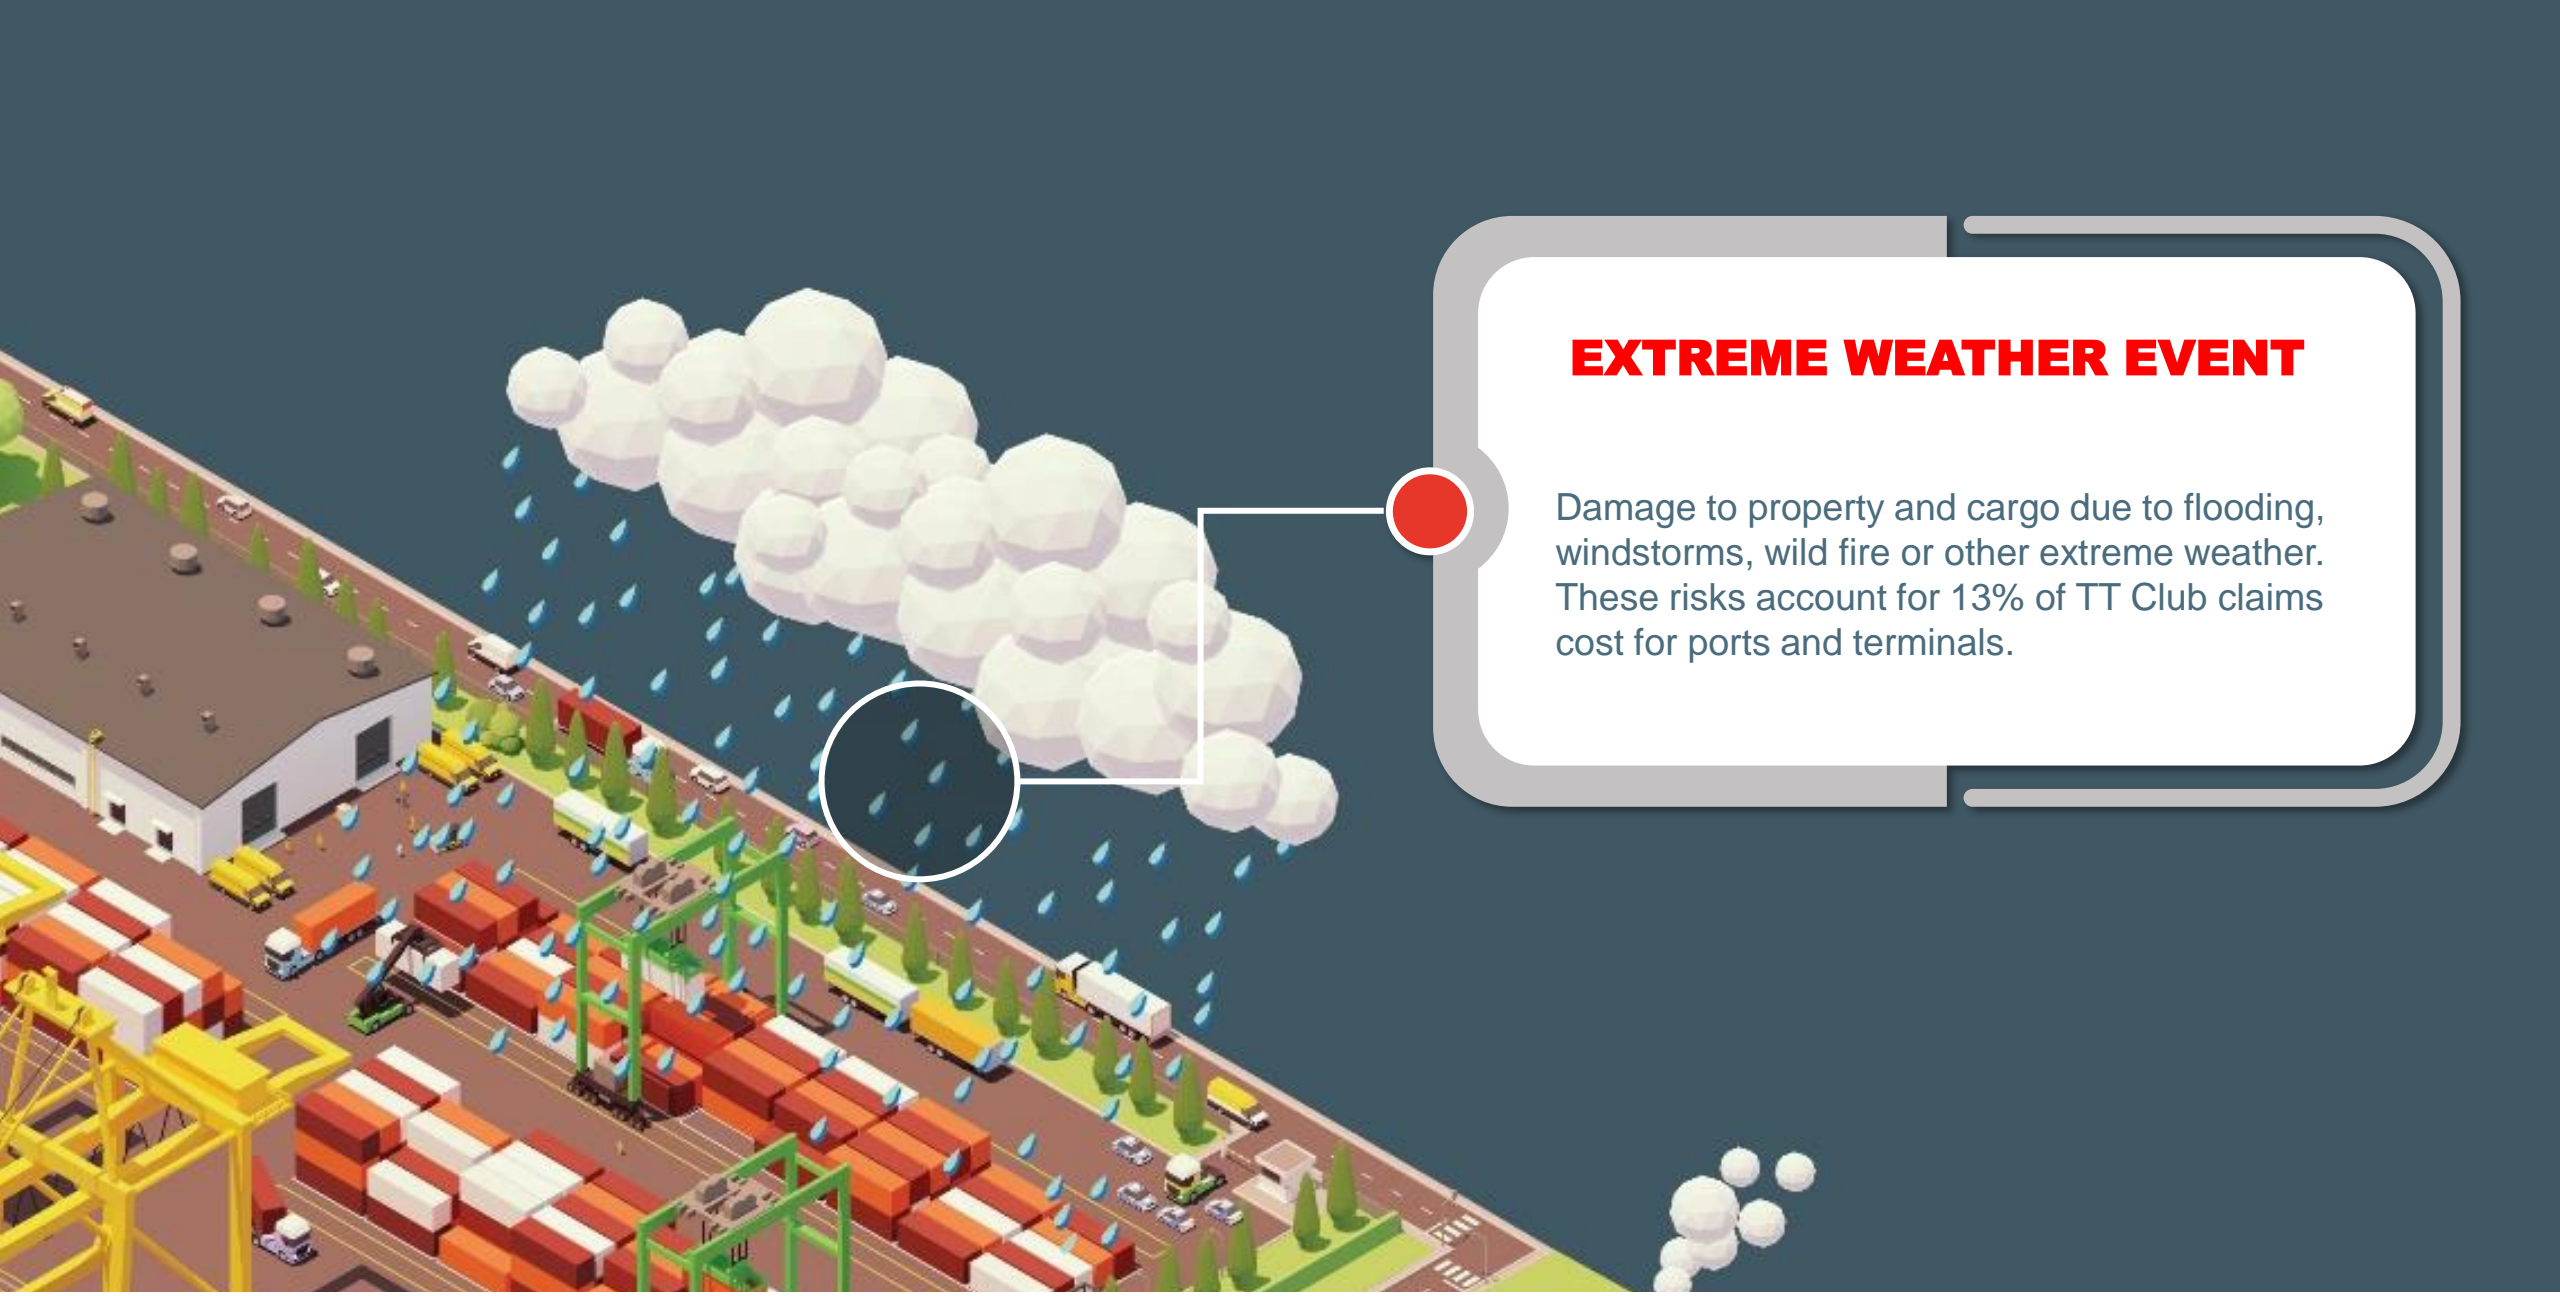 EXTREME WEATHER EVENT
Damage to property and cargo due to flooding,
windstorms, wild fire or other extreme weather.
These risks account for 13% of TT Club claims
cost for ports and terminals.